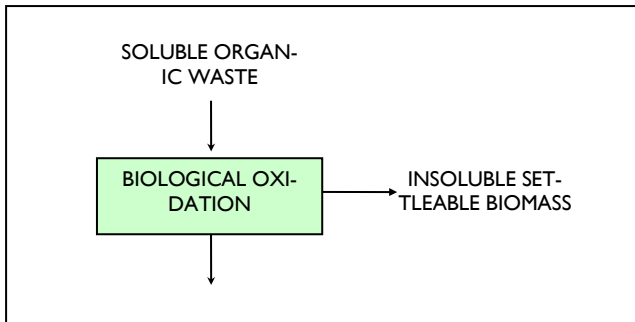 SOLUBLE ORGAN-
IC WASTE
BIOLOGICAL OXI-
DATION
INSOLUBLE SET-
TLEABLE BIOMASS